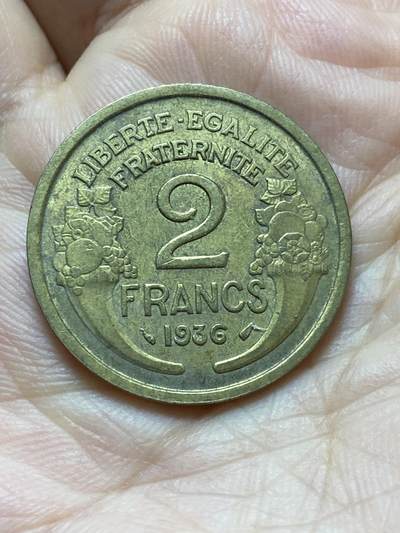 LIBERTE·EGALITE
FRATERNITE
2
FRANCS
1936